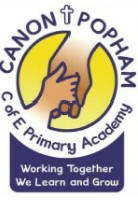 CANON POPHAM
C of E Primary Academy
Working Together
We Learn and Grow